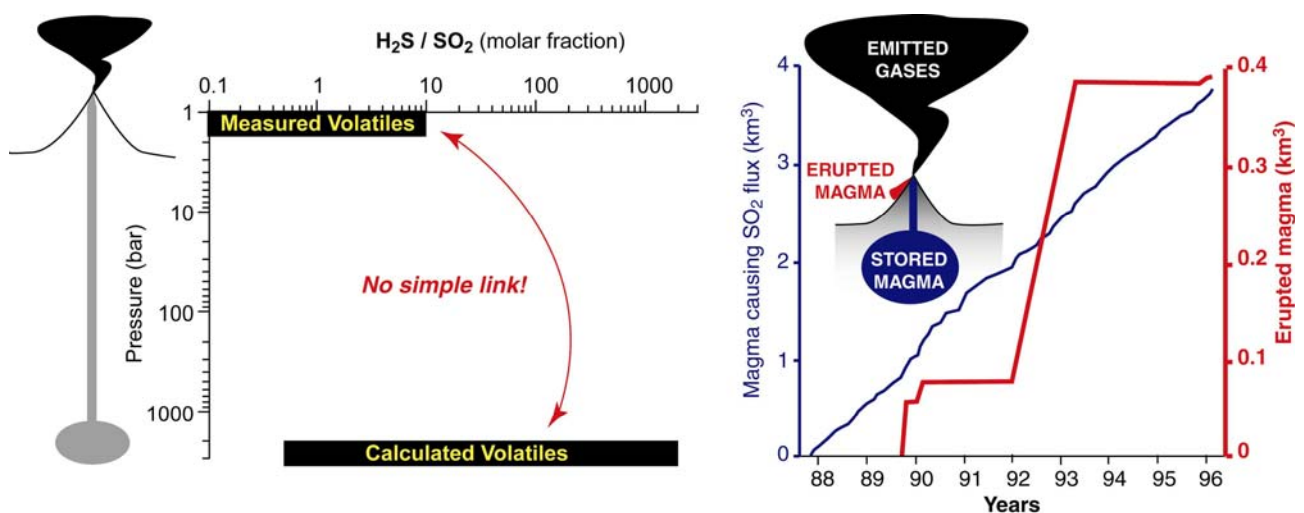 H₂S / SO₂ (molar fraction)
0.1 1 10 100 1000
1
10
100
1000
Pressure (bar)
Measured Volatiles
No simple link!
Calculated Volatiles
4
3
2
1
0
Magma causing SO₂ flux (km³)
EMITTED
GASES
ERUPTED
MAGMA
STORED
MAGMA
0.4
0.3
0.2
0.1
0
Erupted magma (km³)
88 89 90 91 92 93 94 95 96
Years